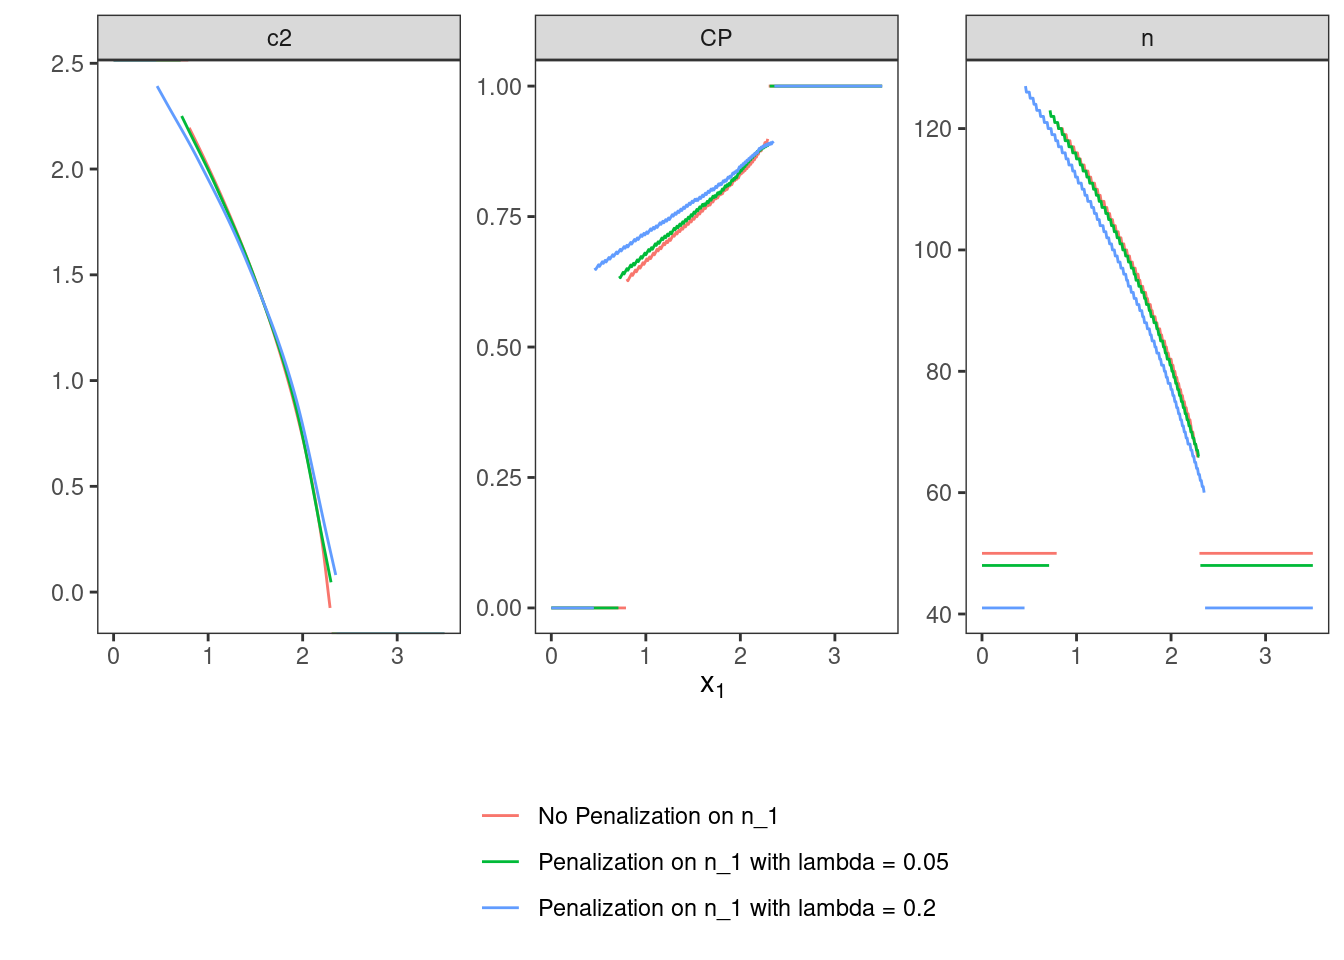 c2
CP
n
2.5
2.0
1.5
1.0
0.5
0.0
1.00
0.75
0.50
0.25
0.00
120
100
80
60
40
0 1 2 3
0 1 2 3
0 1 2 3
x1
No Penalization on n_1
Penalization on n_1 with lambda = 0.05
Penalization on n_1 with lambda = 0.2